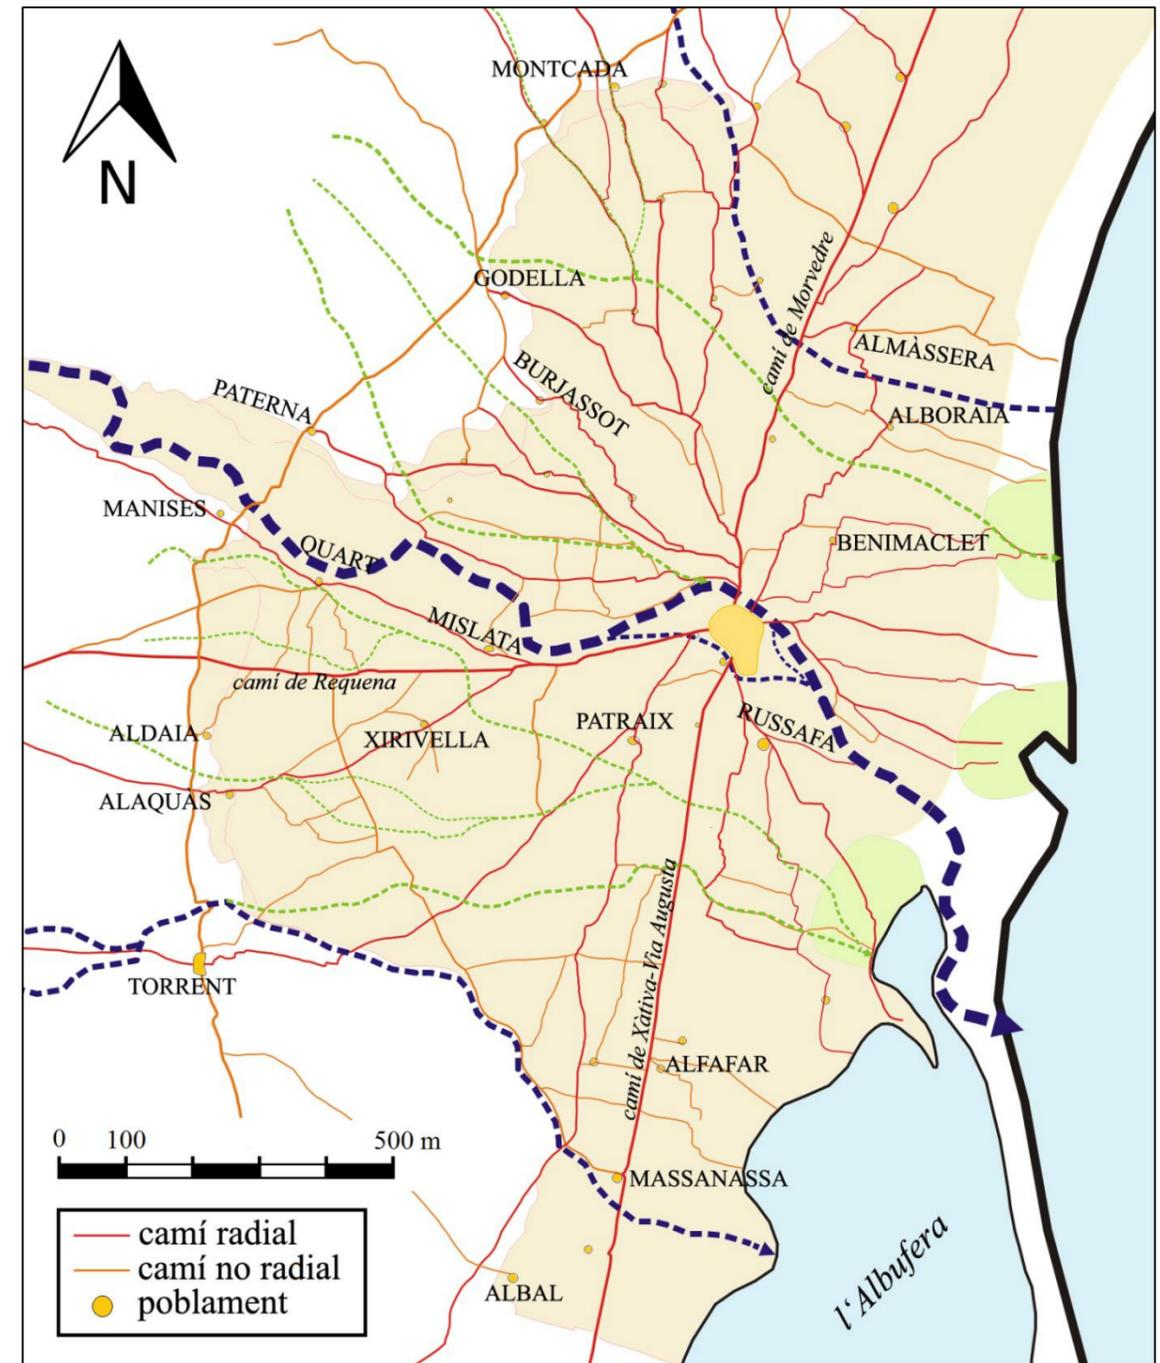 MONTCADA
N
camí de Morvedre
GODELLA
ALMÀSSERA
BURJASSOT
PATERNA
ALBORAIA
MANISES
QUART
BENIMACLET
MISLATA
camí de Requena
PATRAIX
RUSSAFA
ALDAIA
XIRIVELLA
ALAQUAS
camí de Xàtiva-Via Augusta
TORRENT
ALFAFAR
0 100 500 m
MASSANASSA
camí radial
camí no radial
poblament
ALBAL
l'Albufera